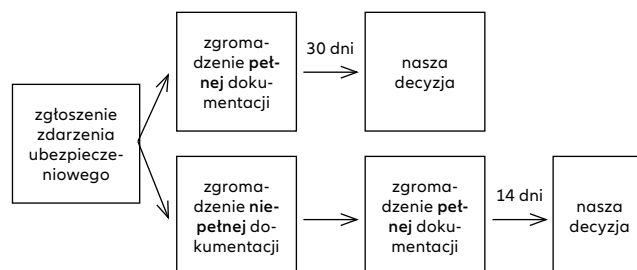 zgłoszenie
zdarzenia
ubezpiecze-
niowego
zgroma-
dzenie peł-
nej doku-
mentacji
30 dni
nasza
decyzja
zgroma-
dzenie nie-
pełnej do-
kumentacji
zgroma-
dzenie peł-
nej doku-
mentacji
14 dni
nasza
decyzja